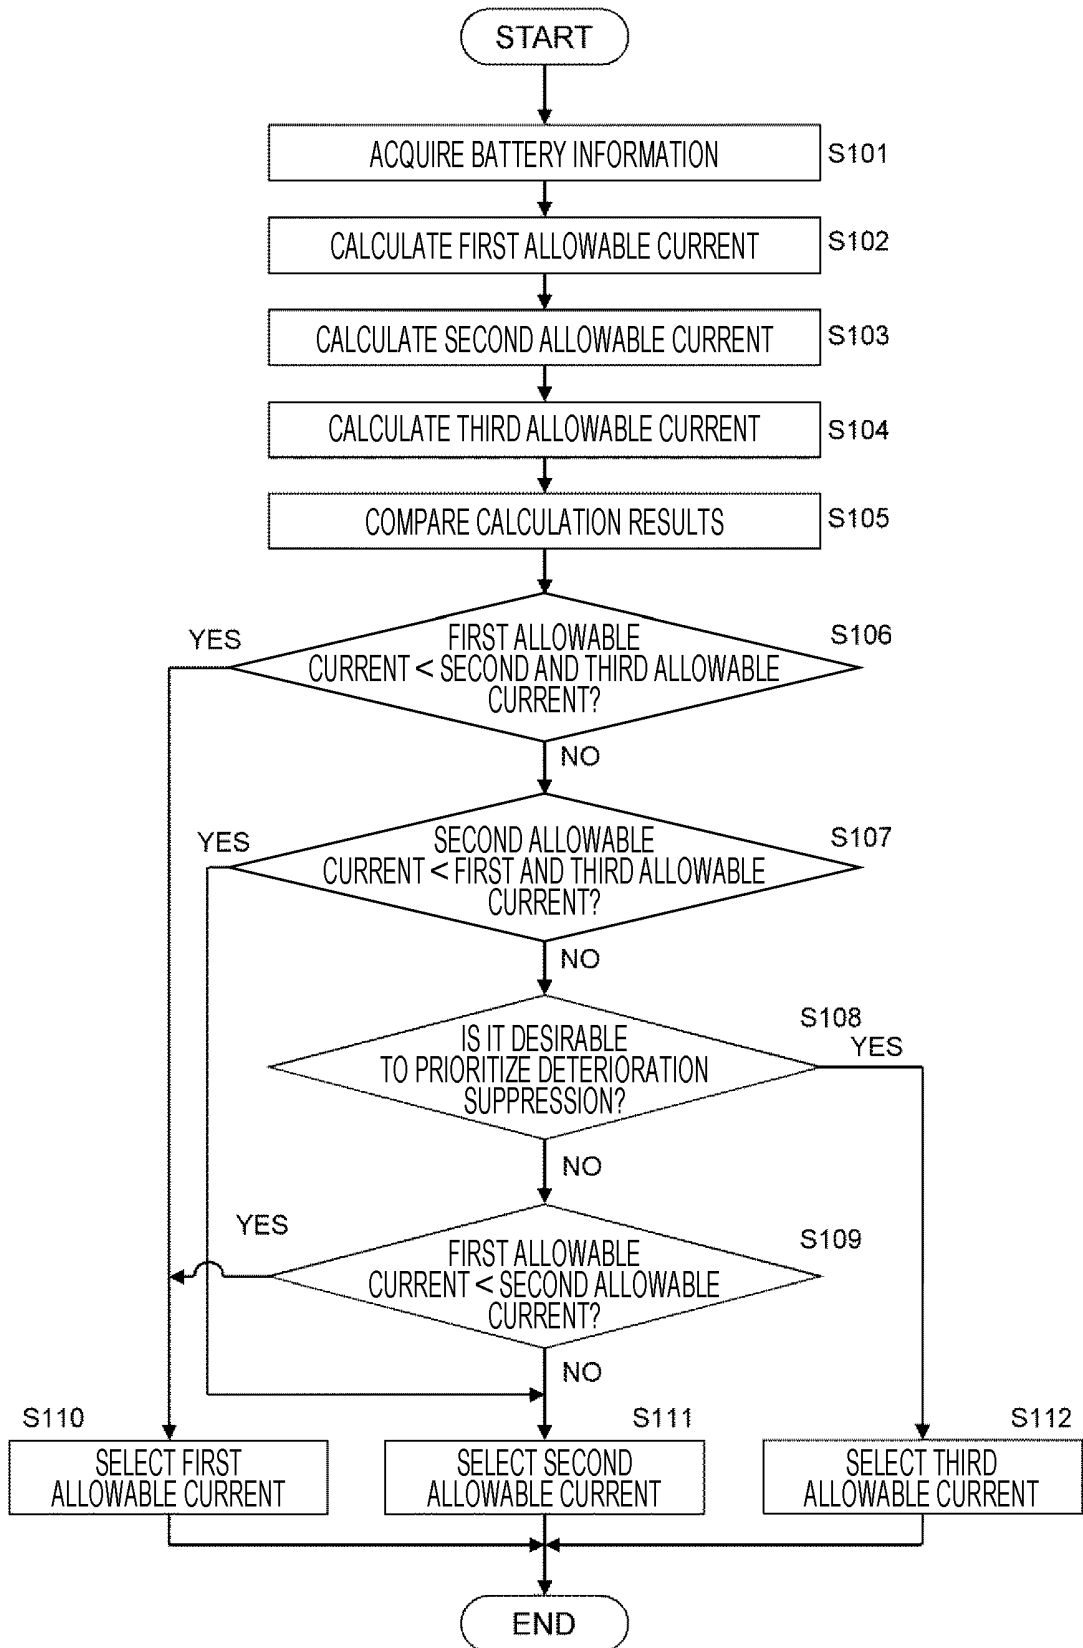 START
ACQUIRE BATTERY INFORMATION
S101
CALCULATE FIRST ALLOWABLE CURRENT
S102
CALCULATE SECOND ALLOWABLE CURRENT
S103
CALCULATE THIRD ALLOWABLE CURRENT
S104
COMPARE CALCULATION RESULTS
S105
YES
FIRST ALLOWABLE
CURRENT < SECOND AND THIRD ALLOWABLE
CURRENT?
S106
NO
YES
SECOND ALLOWABLE
CURRENT < FIRST AND THIRD ALLOWABLE
CURRENT?
S107
NO
IS IT DESIRABLE
TO PRIORITIZE DETERIORATION
SUPPRESSION?
S108
YES
NO
YES
FIRST ALLOWABLE
CURRENT < SECOND ALLOWABLE
CURRENT?
S109
NO
S110
SELECT FIRST
ALLOWABLE CURRENT
S111
SELECT SECOND
ALLOWABLE CURRENT
S112
SELECT THIRD
ALLOWABLE CURRENT
END